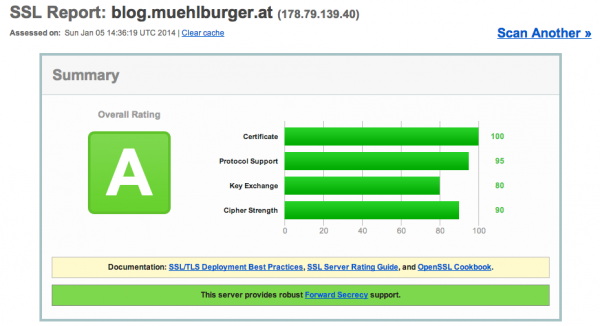 SSL Report: blog.muehlburger.at (178.79.139.40)
Assessed on: Sun Jan 05 14:36:19 UTC 2014 | Clear cache
Scan Another »
Summary
Overall Rating
A
Certificate 100
Protocol Support 95
Key Exchange 80
Cipher Strength 90
0 20 40 60 80 100
Documentation: SSL/TLS Deployment Best Practices, SSL Server Rating Guide, and OpenSSL Cookbook.
This server provides robust Forward Secrecy support.